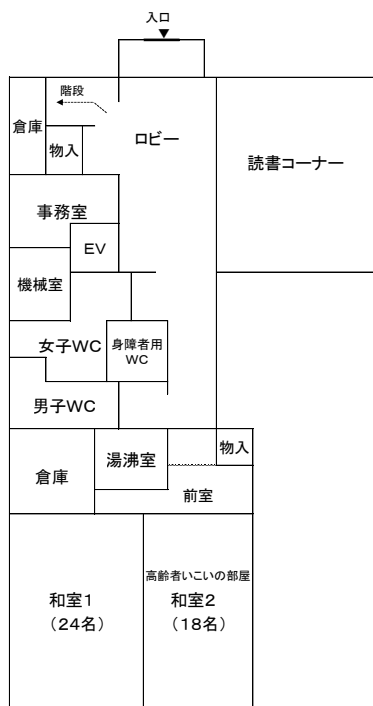 入口
階段
倉庫
物入
ロビー
読書コーナー
事務室
EV
機械室
女子WC
身障者用
WC
男子WC
湯沸室
物入
倉庫
前室
高齢者いこいの部屋
和室1
(24名)
和室2
(18名)